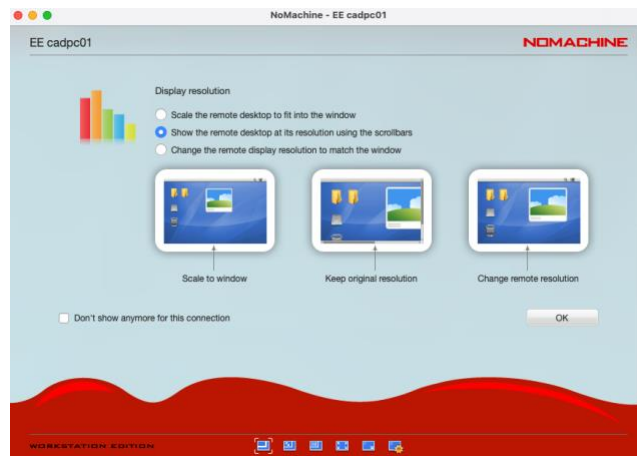 NoMachine - EE cadpc01
EE cadpc01
NOMACHINE
Display resolution
Scale the remote desktop to fit into the window
Show the remote desktop at its resolution using the scrollbars
Change the remote display resolution to match the window
Scale to window
Keep original resolution
Change remote resolution
Don't show anymore for this connection
OK
WORKSTATION EDITION